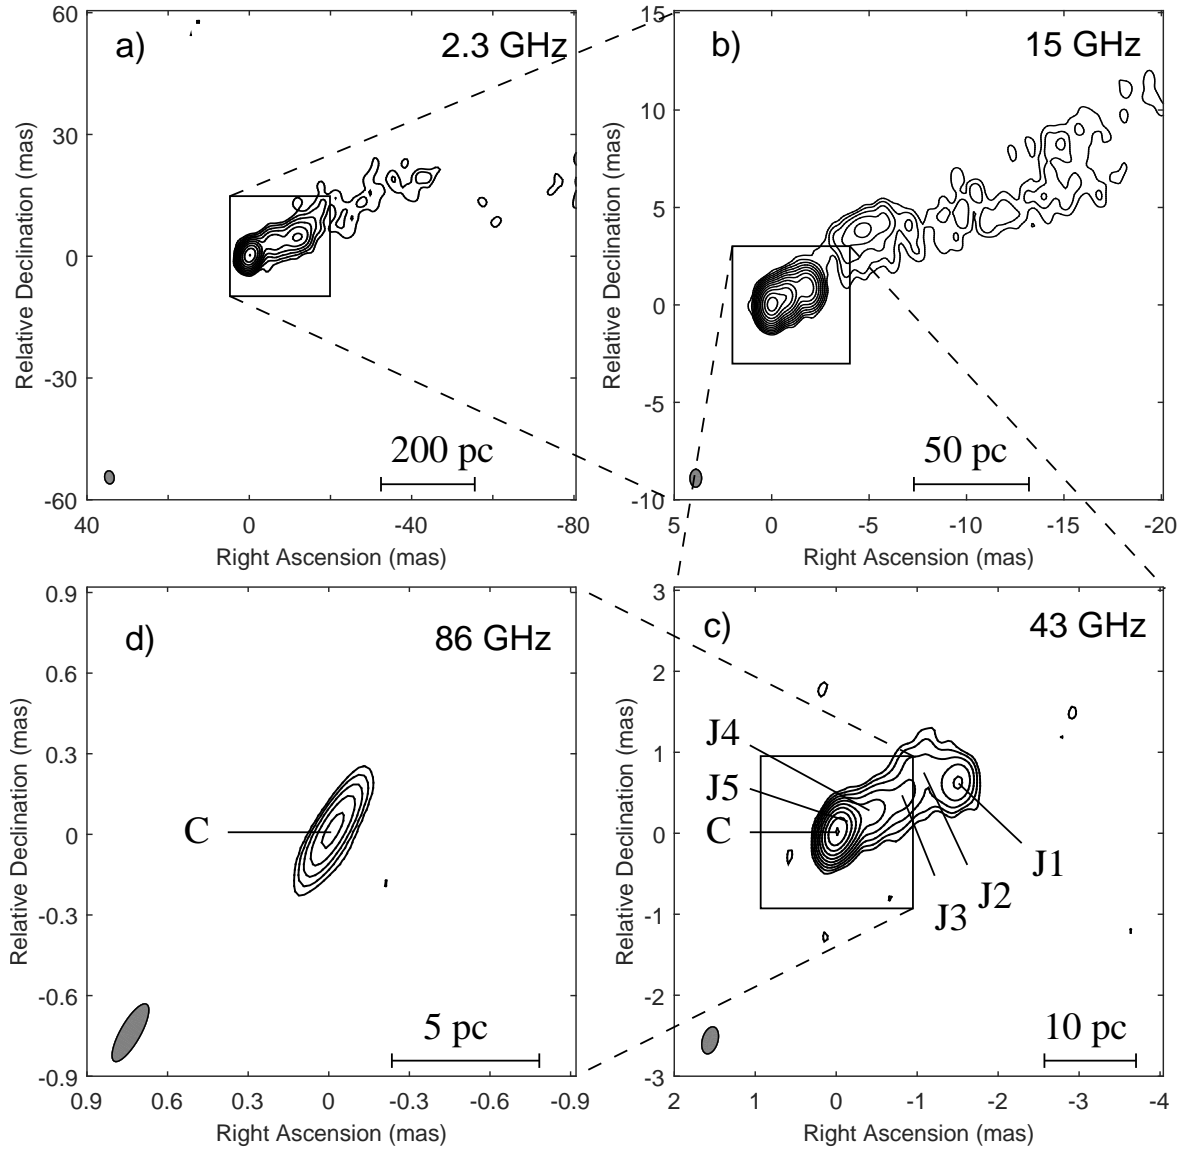 a)
2.3 GHz
60
30
0
-30
-60
Relative Declination (mas)
200 pc
40
0
-40
-80
Right Ascension (mas)
b)
15 GHz
15
10
5
0
-5
-10
Relative Declination (mas)
50 pc
5
0
-5
-10
-15
-20
Right Ascension (mas)
d)
86 GHz
0.9
0.6
0.3
0
-0.3
-0.6
-0.9
Relative Declination (mas)
C
5 pc
0.9
0.6
0.3
0
-0.3
-0.6
-0.9
Right Ascension (mas)
c)
43 GHz
2
1
0
-1
-2
-3
3
Relative Declination (mas)
J4
J5
C
J1
J2
J3
10 pc
2
1
0
-1
-2
-3
-4
Right Ascension (mas)